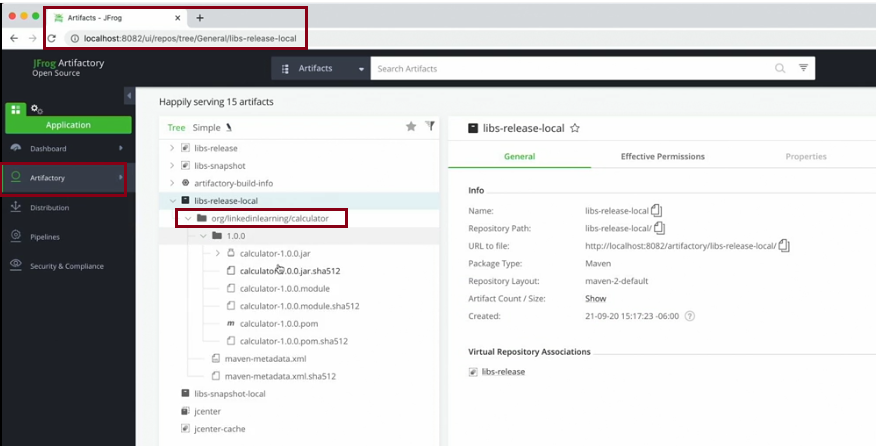 Artifacts - JFrog
localhost:8082/ui/repos/tree/General/libs-release-local
JFrog Artifactory
Open Source
Artifacts
Search Artifacts
Happily serving 15 artifacts
Application
Dashboard
Artifactory
Distribution
Pipelines
Security & Compliance
Tree Simple
libs-release
libs-snapshot
artifactory-build-info
libs-release-local
org/linkedinlearning/calculator
1.0.0
calculator-1.0.0.jar
calculator-1.0.0.jar.sha512
calculator-1.0.0.module
calculator-1.0.0.module.sha512
calculator-1.0.0.pom
calculator-1.0.0.pom.sha512
maven-metadata.xml
maven-metadata.xml.sha512
libs-snapshot-local
jcenter
jcenter-cache
libs-release-local
General Effective Permissions Properties
Info
Name: libs-release-local
Repository Path: libs-release-local/
URL to file: http://localhost:8082/artifactory/libs-release-local/
Package Type: Maven
Repository Layout: maven-2-default
Artifact Count / Size: Show
Created: 21-09-20 15:17:23 -06:00
Virtual Repository Associations
libs-release